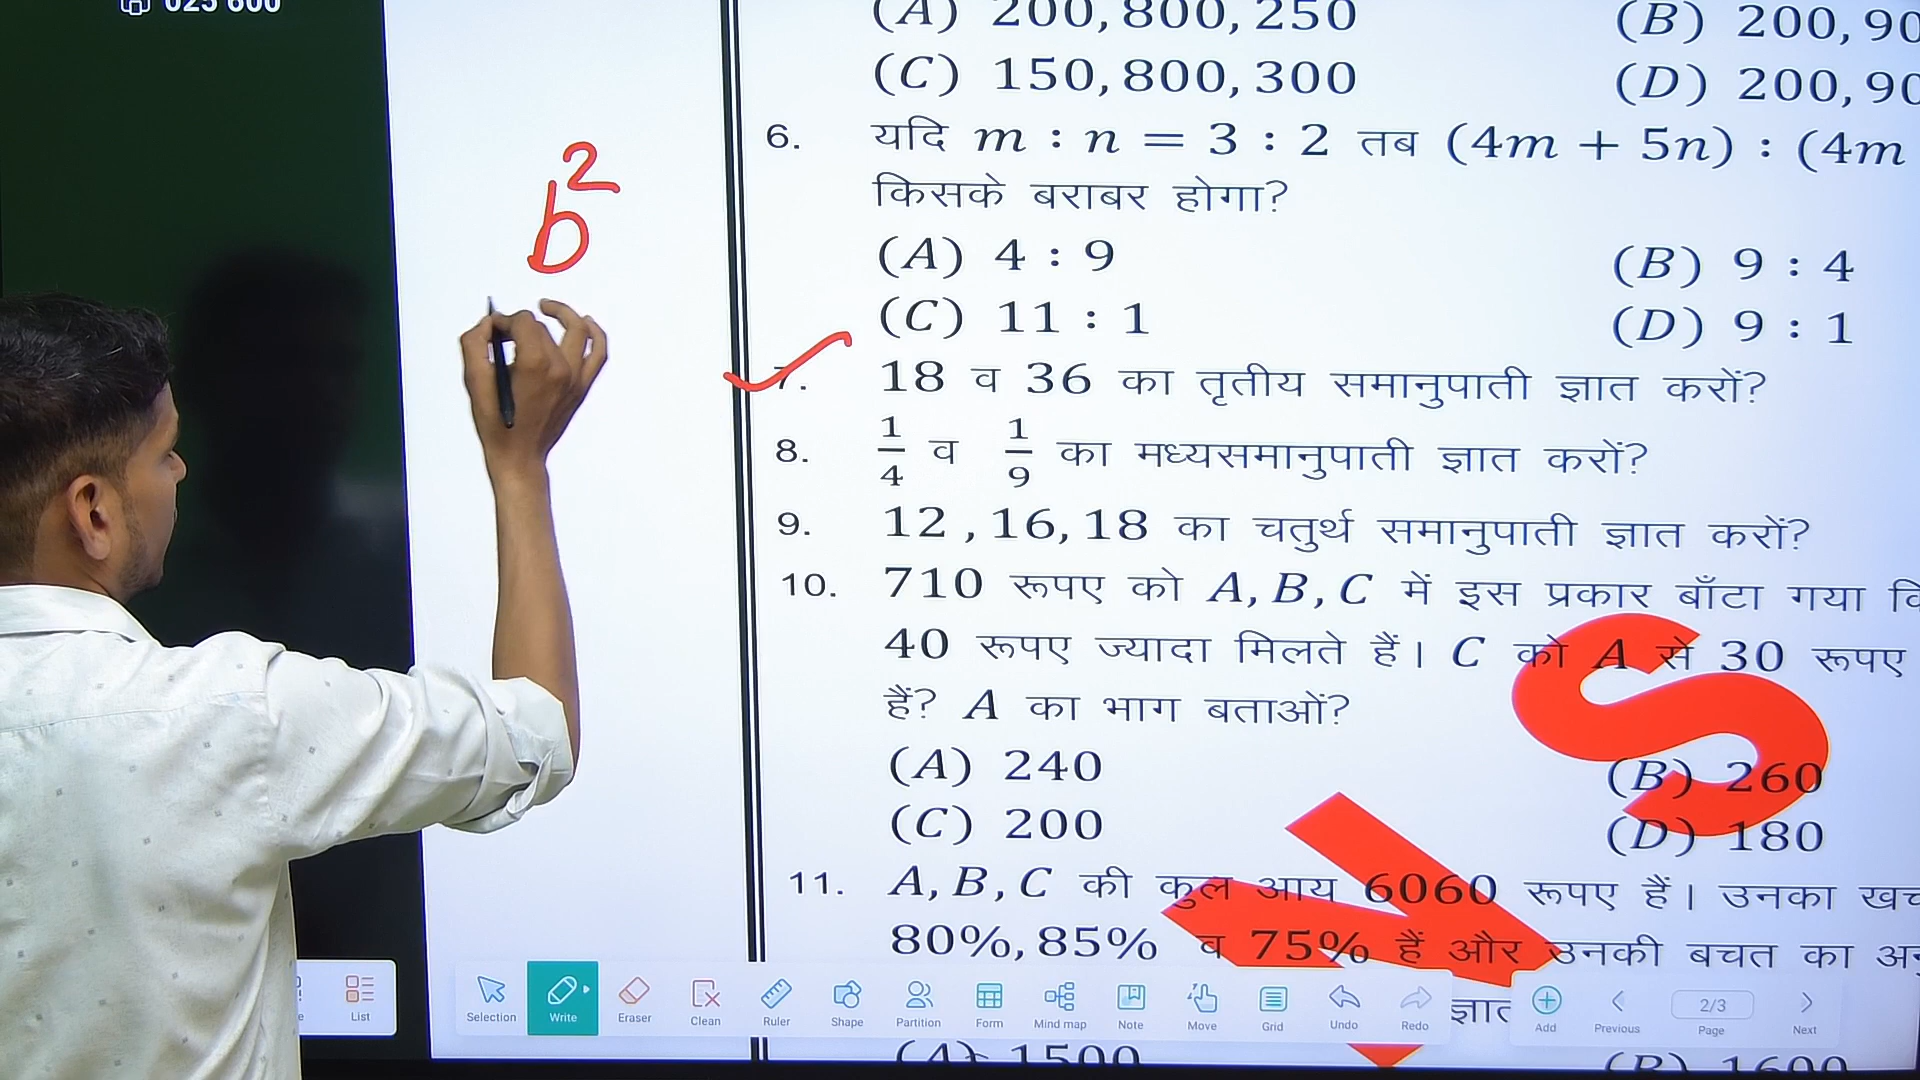 025 600
(A) 200, 800, 250 (B) 200, 90
(C) 150, 800, 300 (D) 200, 90
6. यदि m : n = 3 : 2 तब (4m + 5n) : (4m
किसके बराबर होगा?
(A) 4 : 9 (B) 9 : 4
(C) 11 : 1 (D) 9 : 1
b²
7. 18 व 36 का तृतीय समानुपाती ज्ञात करों?
8. 1/4 व 1/9 का मध्यसमानुपाती ज्ञात करों?
9. 12 , 16, 18 का चतुर्थ समानुपाती ज्ञात करों?
10. 710 रूपए को A, B, C में इस प्रकार बाँटा गया
40 रूपए ज्यादा मिलते हैं। C को A से 30 रूपए
हैं? A का भाग बताओं?
(A) 240 (B) 260
(C) 200 (D) 180
11. A, B, C की कुल आय 6060 रूपए हैं। उनका
80%, 85% व 75% हैं और उनकी बचत का
List Selection Write Eraser Clean Ruler Shape Partition Form Mind map Note Move Grid Undo Redo Add Previous 2/3 Page Next
(A) 1500 (B) 1600
S